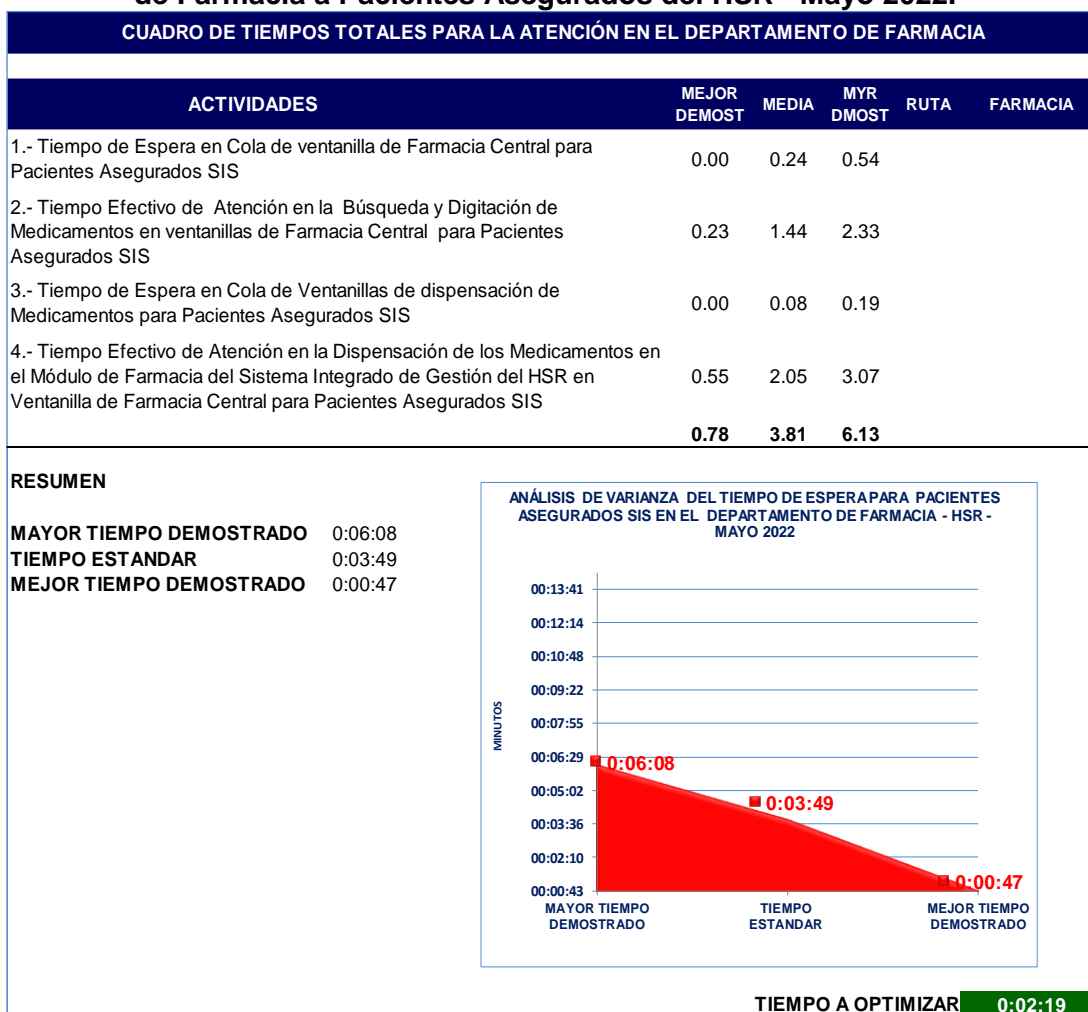 de Farmacia a Pacientes Asegurados del HSR - Mayo 2022.
CUADRO DE TIEMPOS TOTALES PARA LA ATENCIÓN EN EL DEPARTAMENTO DE FARMACIA
ACTIVIDADES MEJOR DEMOST MEDIA MYR DMOST RUTA FARMACIA
1.- Tiempo de Espera en Cola de ventanilla de Farmacia Central para
Pacientes Asegurados SIS
0.00 0.24 0.54
2.- Tiempo Efectivo de Atención en la Búsqueda y Digitación de
Medicamentos en ventanillas de Farmacia Central para Pacientes
Asegurados SIS
0.23 1.44 2.33
3.- Tiempo de Espera en Cola de Ventanillas de dispensación de
Medicamentos para Pacientes Asegurados SIS
0.00 0.08 0.19
4.- Tiempo Efectivo de Atención en la Dispensación de los Medicamentos en
el Módulo de Farmacia del Sistema Integrado de Gestión del HSR en
Ventanilla de Farmacia Central para Pacientes Asegurados SIS
0.55 2.05 3.07
0.78 3.81 6.13
RESUMEN
MAYOR TIEMPO DEMOSTRADO 0:06:08
TIEMPO ESTANDAR 0:03:49
MEJOR TIEMPO DEMOSTRADO 0:00:47
ANÁLISIS DE VARIANZA DEL TIEMPO DE ESPERA PARA PACIENTES
ASEGURADOS SIS EN EL DEPARTAMENTO DE FARMACIA - HSR -
MAYO 2022
MINUTOS
00:13:41
00:12:14
00:10:48
00:09:22
00:07:55
00:06:29
00:05:02
00:03:36
00:02:10
00:00:43
0:06:08
0:03:49
0:00:47
MAYOR TIEMPO
DEMOSTRADO
TIEMPO
ESTANDAR
MEJOR TIEMPO
DEMOSTRADO
TIEMPO A OPTIMIZAR 0:02:19